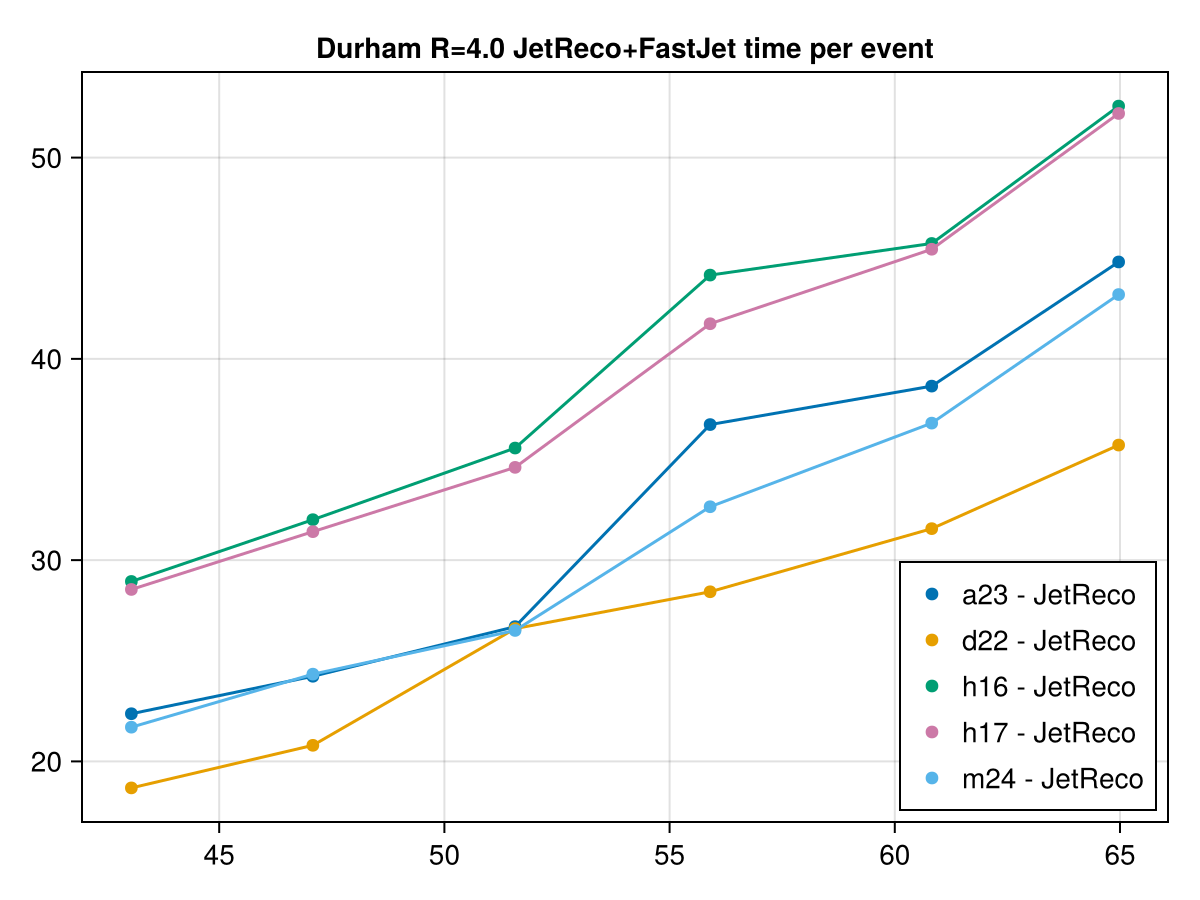 Durham R=4.0 JetReco+FastJet time per event
50
40
30
20
a23 - JetReco
d22 - JetReco
h16 - JetReco
h17 - JetReco
m24 - JetReco
45 50 55 60 65